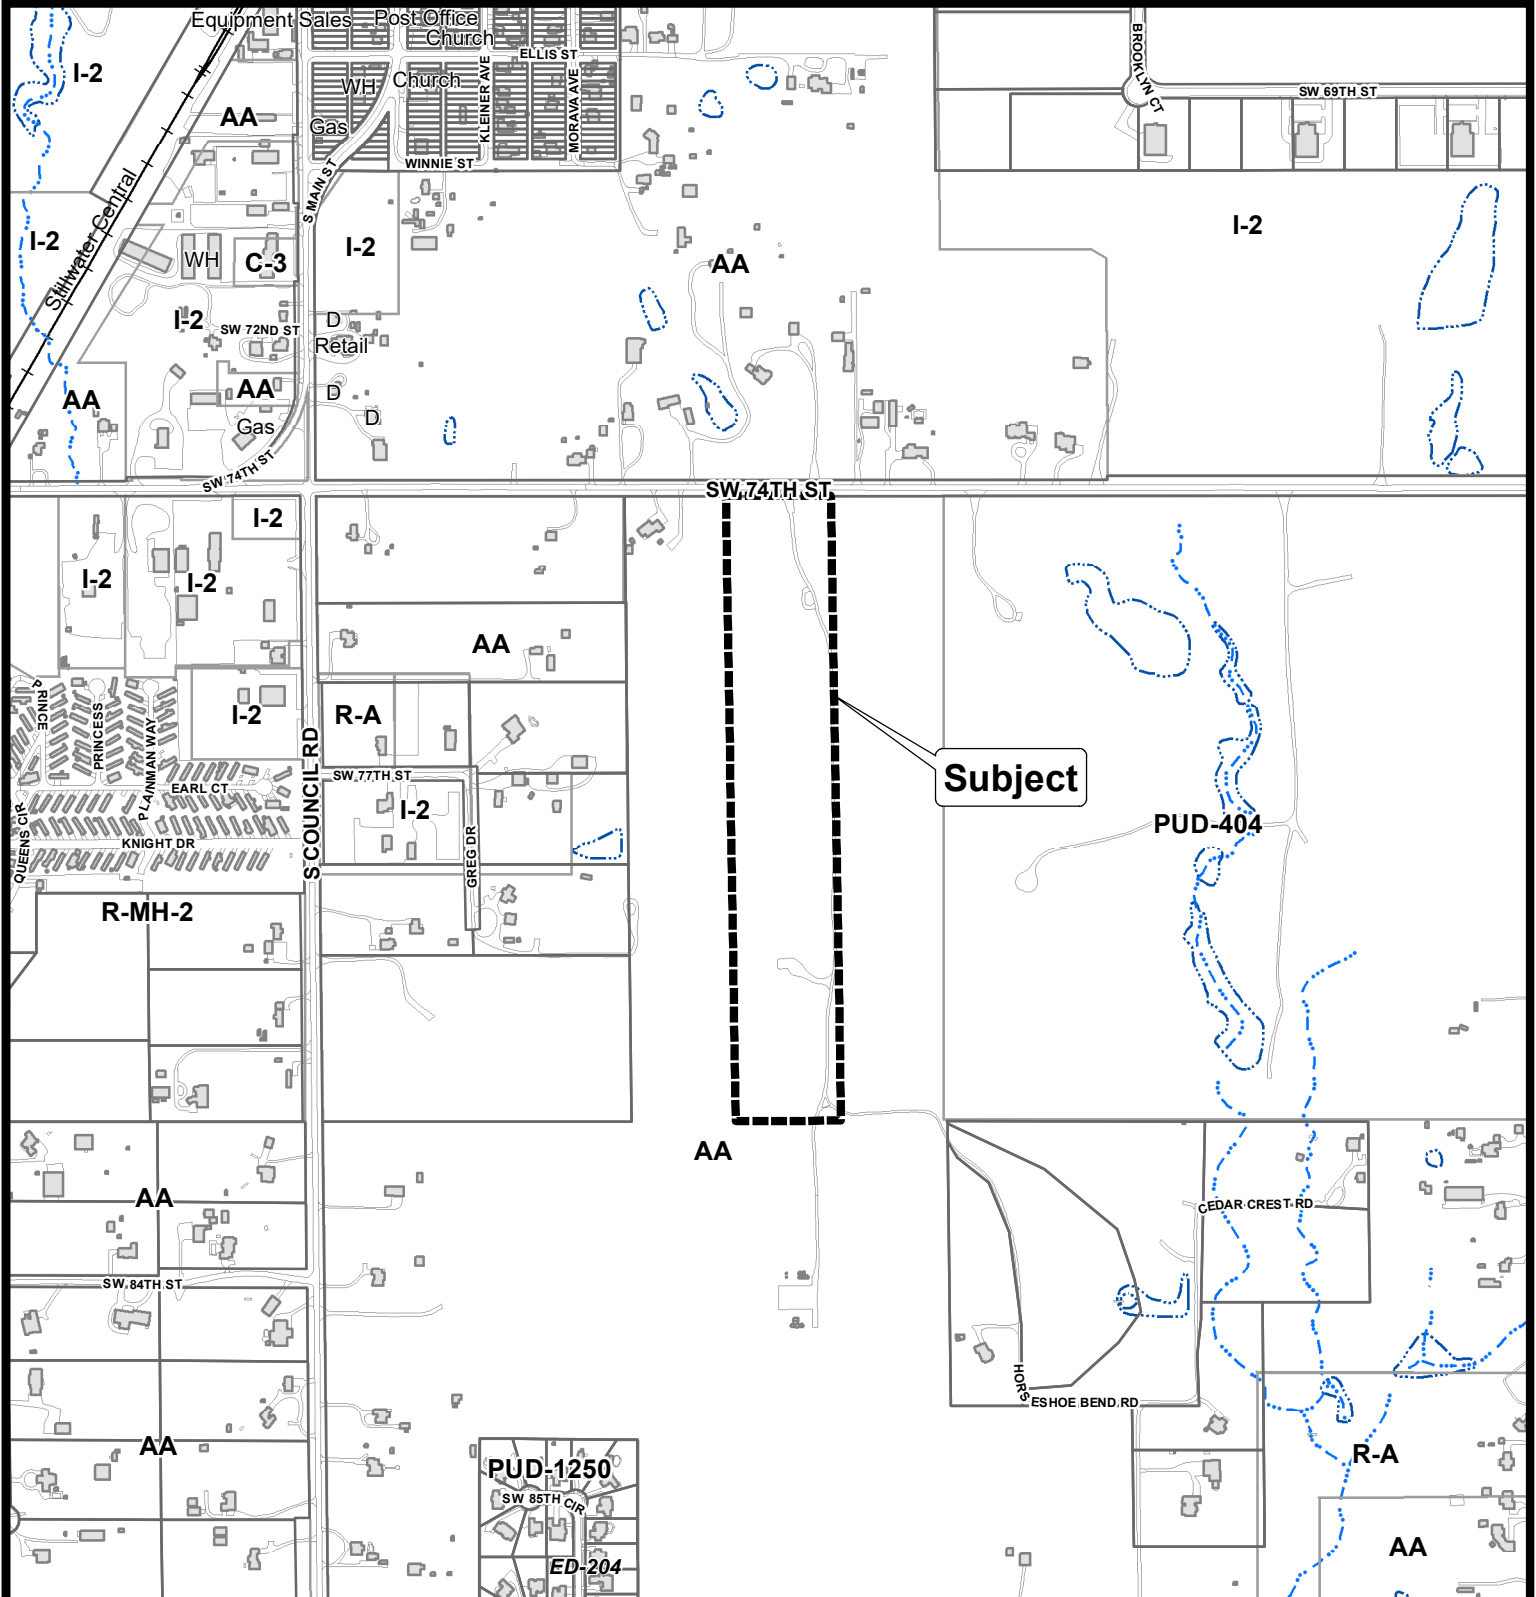 Equipment Sales
Post Office
Church
ELLIS ST
I-2
WH
Church
KLEINER AVE
MORAVA AVE
BROOKLYN CT
SW 69TH ST
AA
Gas
WINNIE ST
S MAIN ST
Stillwater Central
I-2
WH
C-3
I-2
AA
I-2
I-2
SW 72ND ST
D
Retail
AA
AA
D
D
Gas
SW 74TH ST
SW 74TH ST
I-2
I-2
I-2
AA
PRINCE
PRINCESS
PLAINMAN WAY
I-2
R-A
S COUNCIL RD
SW 77TH ST
EARL CT
I-2
Subject
PUD-404
QUEENS CIR
KNIGHT DR
GREG DR
R-MH-2
AA
AA
CEDAR CREST RD
SW 84TH ST
HORSESHOE BEND RD
AA
PUD-1250
SW 85TH CIR
R-A
AA
ED-204